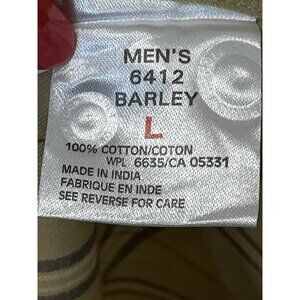 MEN'S
6412
BARLEY
L
100% COTTON/COTON
WPL 6635/CA 05331
MADE IN INDIA
FABRIQUE EN INDE
SEE REVERSE FOR CARE